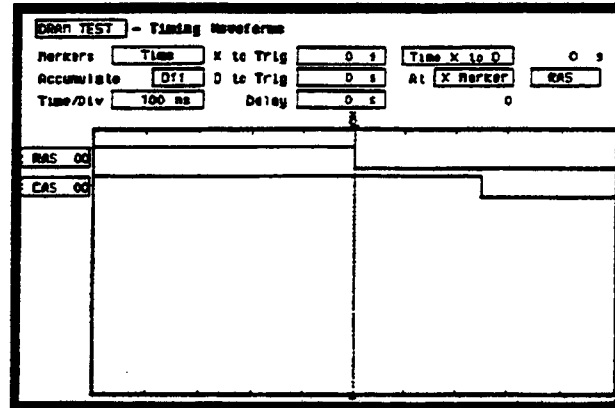 DRAM TEST - Timing Waveforms
Markers Time X to Trig 0 s Time X to O 0 s
Accumulate Off O to Trig 0 s At X Marker RAS
Time/Div 100 ns Delay 0 s 0
X
O
RAS 00
CAS 00